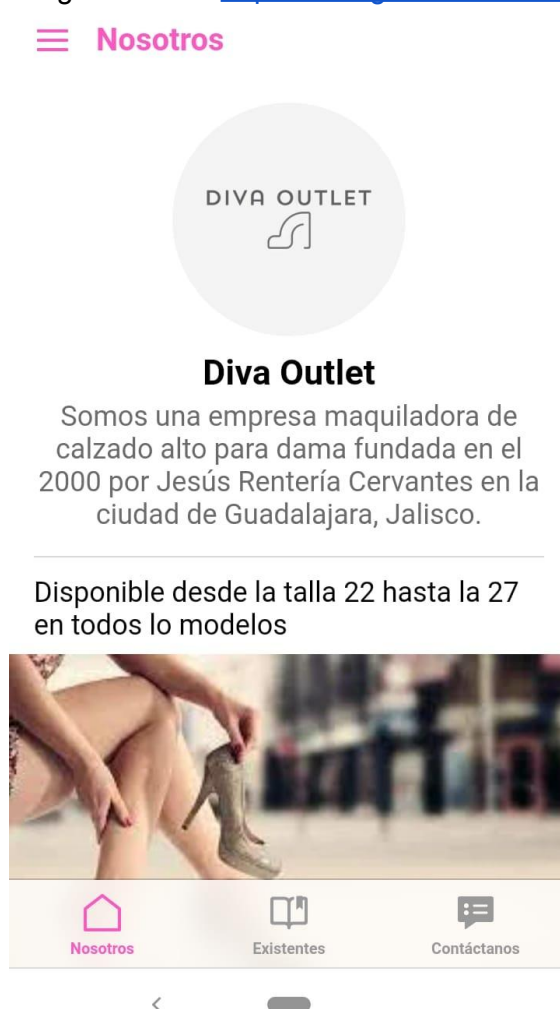 Nosotros
DIVA OUTLET
Diva Outlet
Somos una empresa maquiladora de
calzado alto para dama fundada en el
2000 por Jesús Rentería Cervantes en la
ciudad de Guadalajara, Jalisco.
Disponible desde la talla 22 hasta la 27
en todos lo modelos
Nosotros
Existentes
Contáctanos